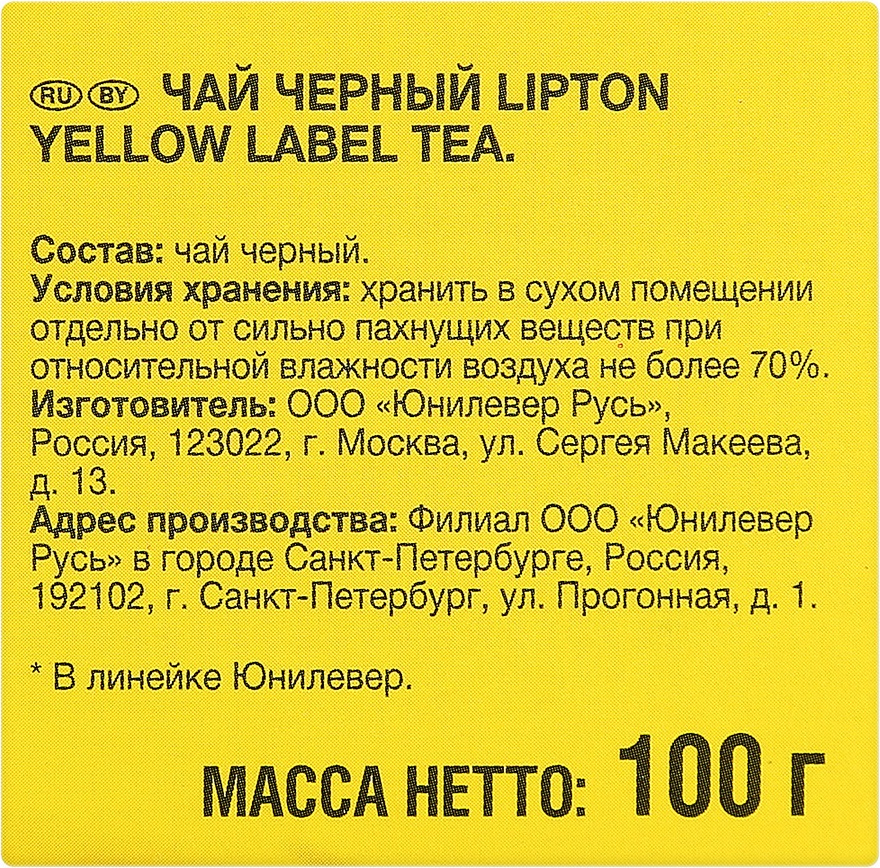 RU BY ЧАЙ ЧЕРНЫЙ LIPTON
YELLOW LABEL TEA.
Состав: чай черный.
Условия хранения: хранить в сухом помещении
отдельно от сильно пахнущих веществ при
относительной влажности воздуха не более 70%.
Изготовитель: ООО «Юнилевер Русь»,
Россия, 123022, г. Москва, ул. Сергея Макеева,
д. 13.
Адрес производства: Филиал ООО «Юнилевер
Русь» в городе Санкт-Петербурге, Россия,
192102, г. Санкт-Петербург, ул. Прогонная, д. 1.
* В линейке Юнилевер.
МАССА НЕТТО: 100 г